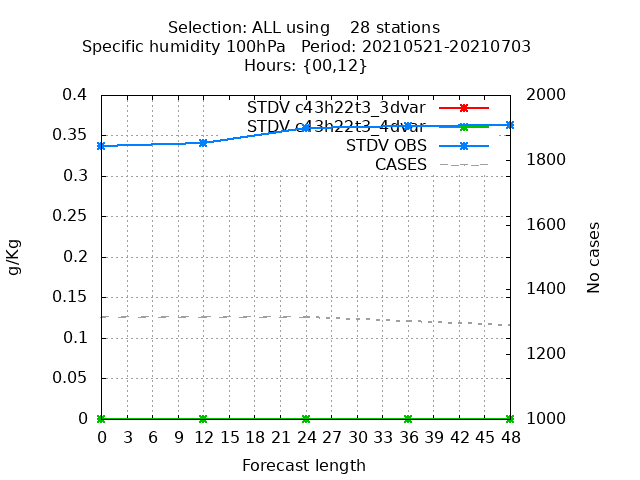 Selection: ALL using    28 stations
Specific humidity 100hPa   Period: 20210521-20210703
Hours: {00,12}
0.4
0.35
0.3
0.25
0.2
0.15
0.1
0.05
0
g/Kg
STDV c43h22t3_3dvar
STDV c43h22t3_4dvar
STDV OBS
CASES
2000
1800
1600
1400
1200
1000
No cases
0 3 6 9 12 15 18 21 24 27 30 33 36 39 42 45 48
Forecast length